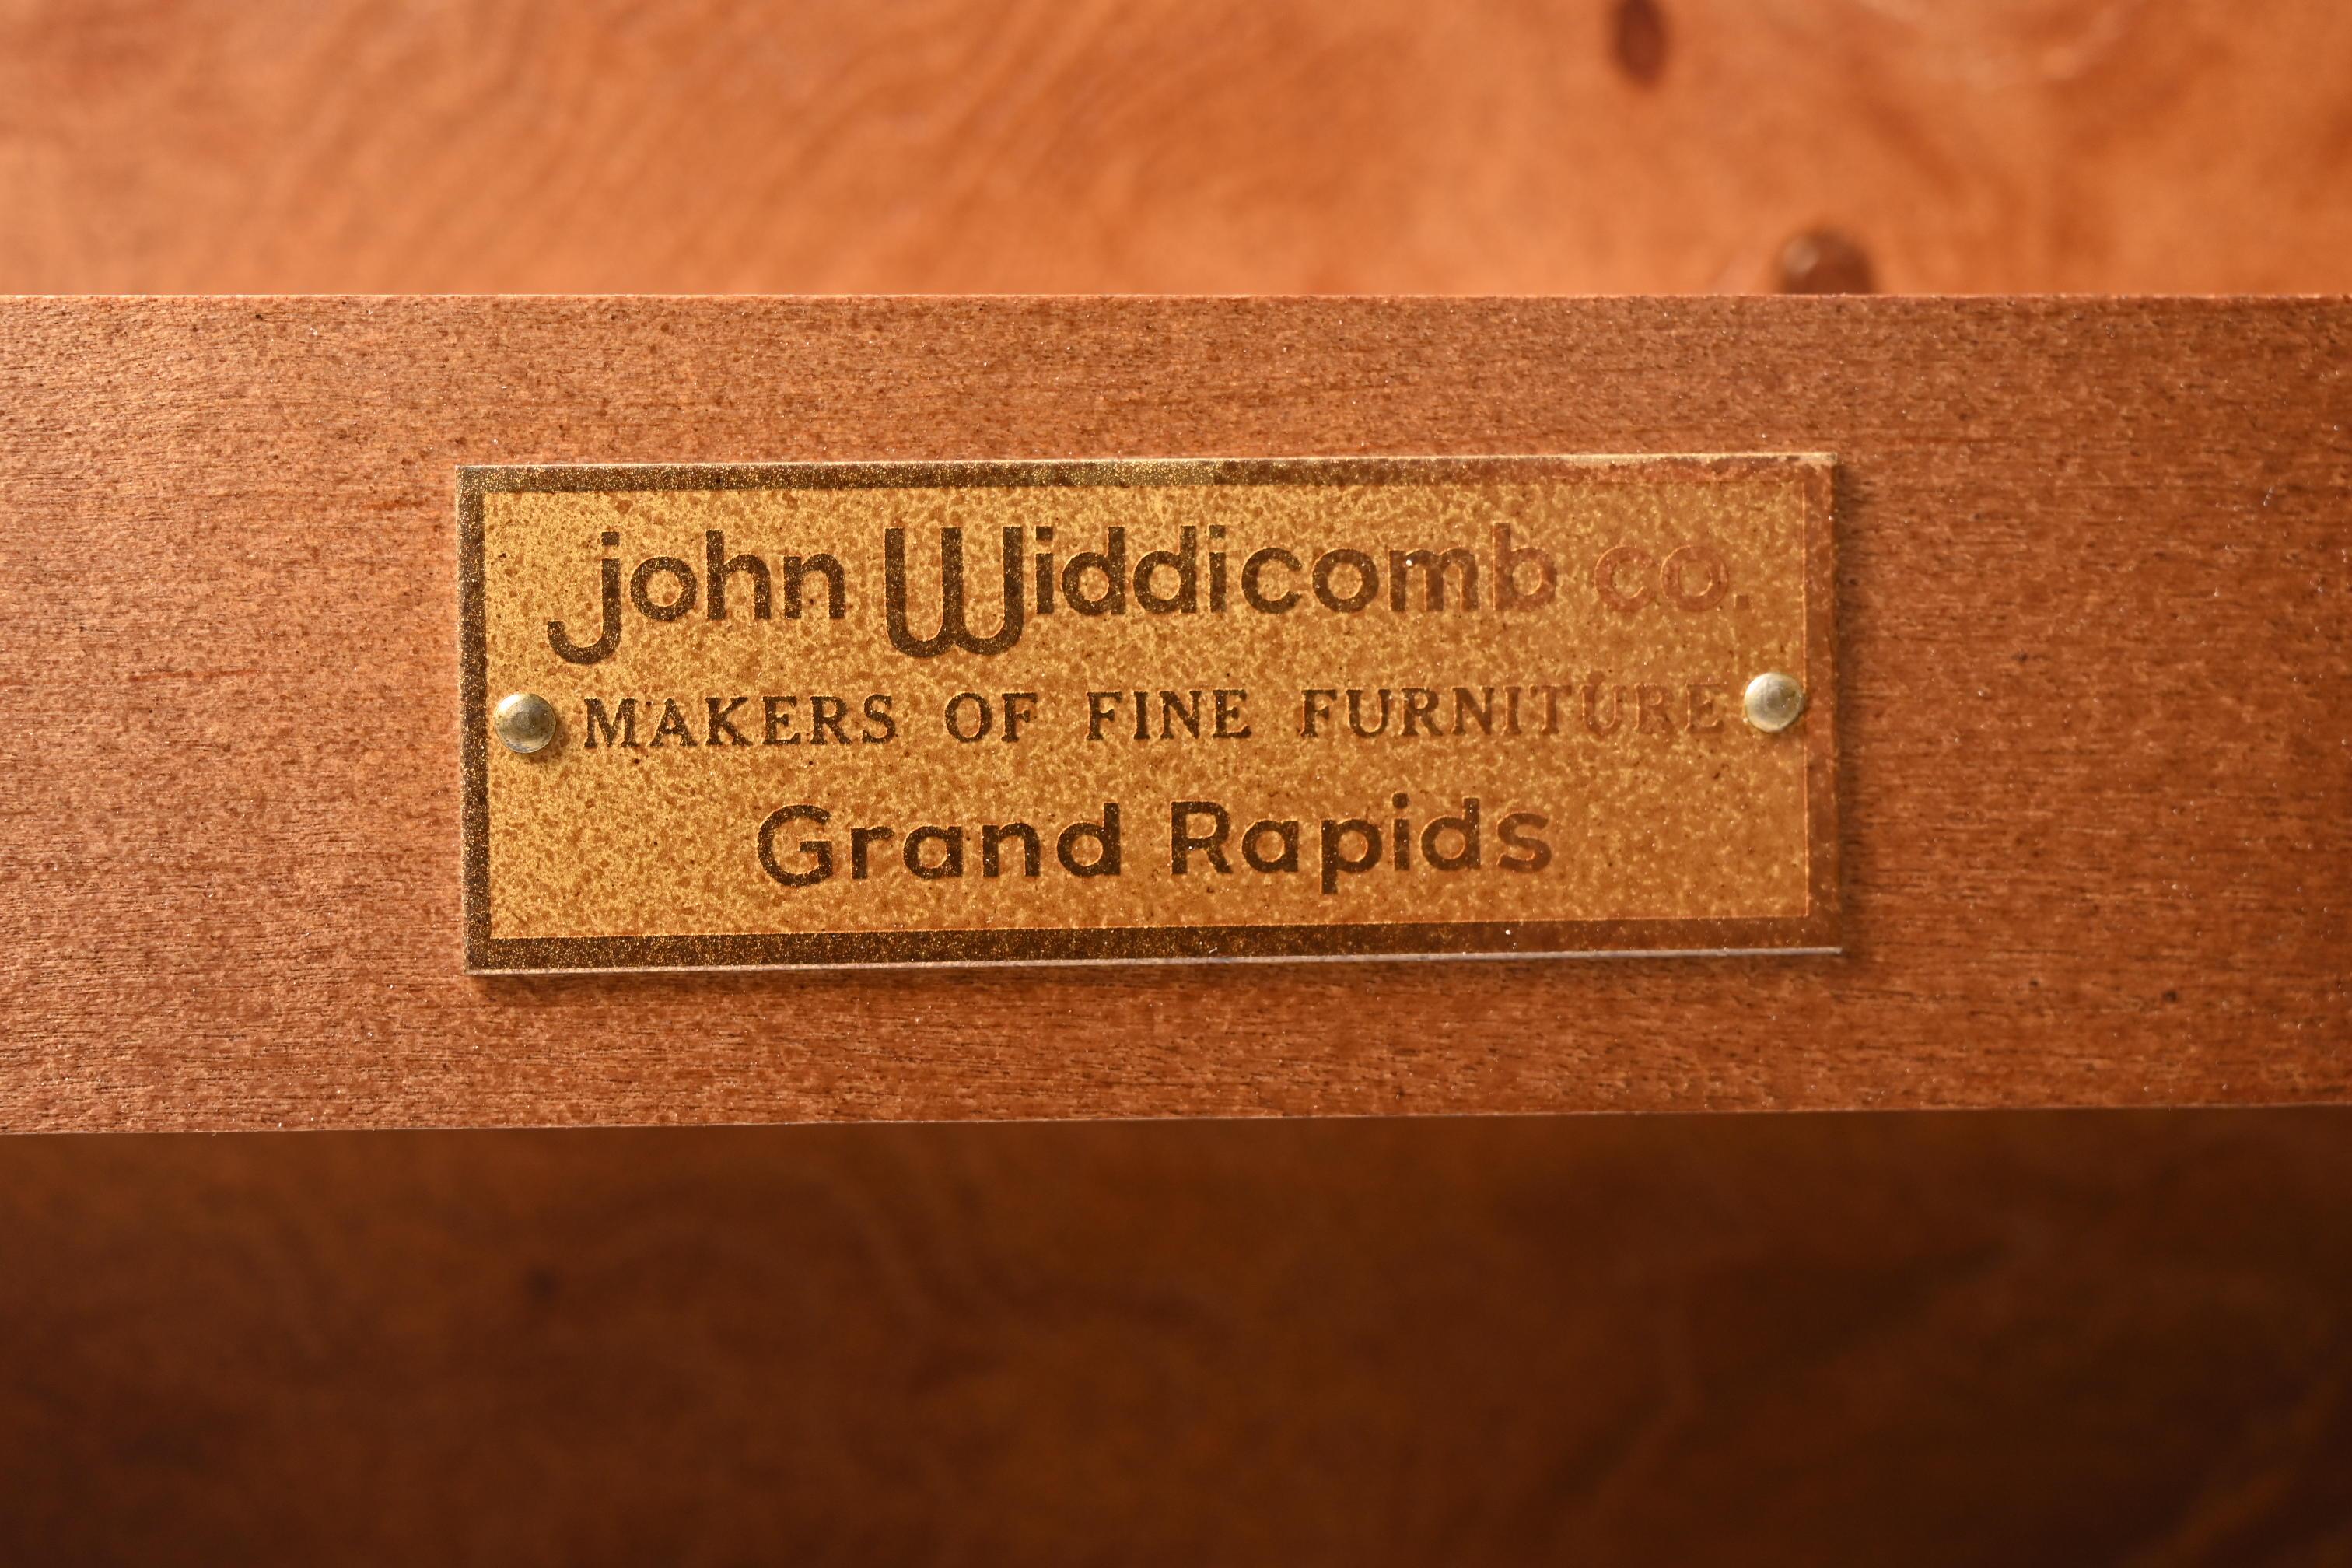 john Widdicomb co.
MAKERS OF FINE FURNITURE
Grand Rapids